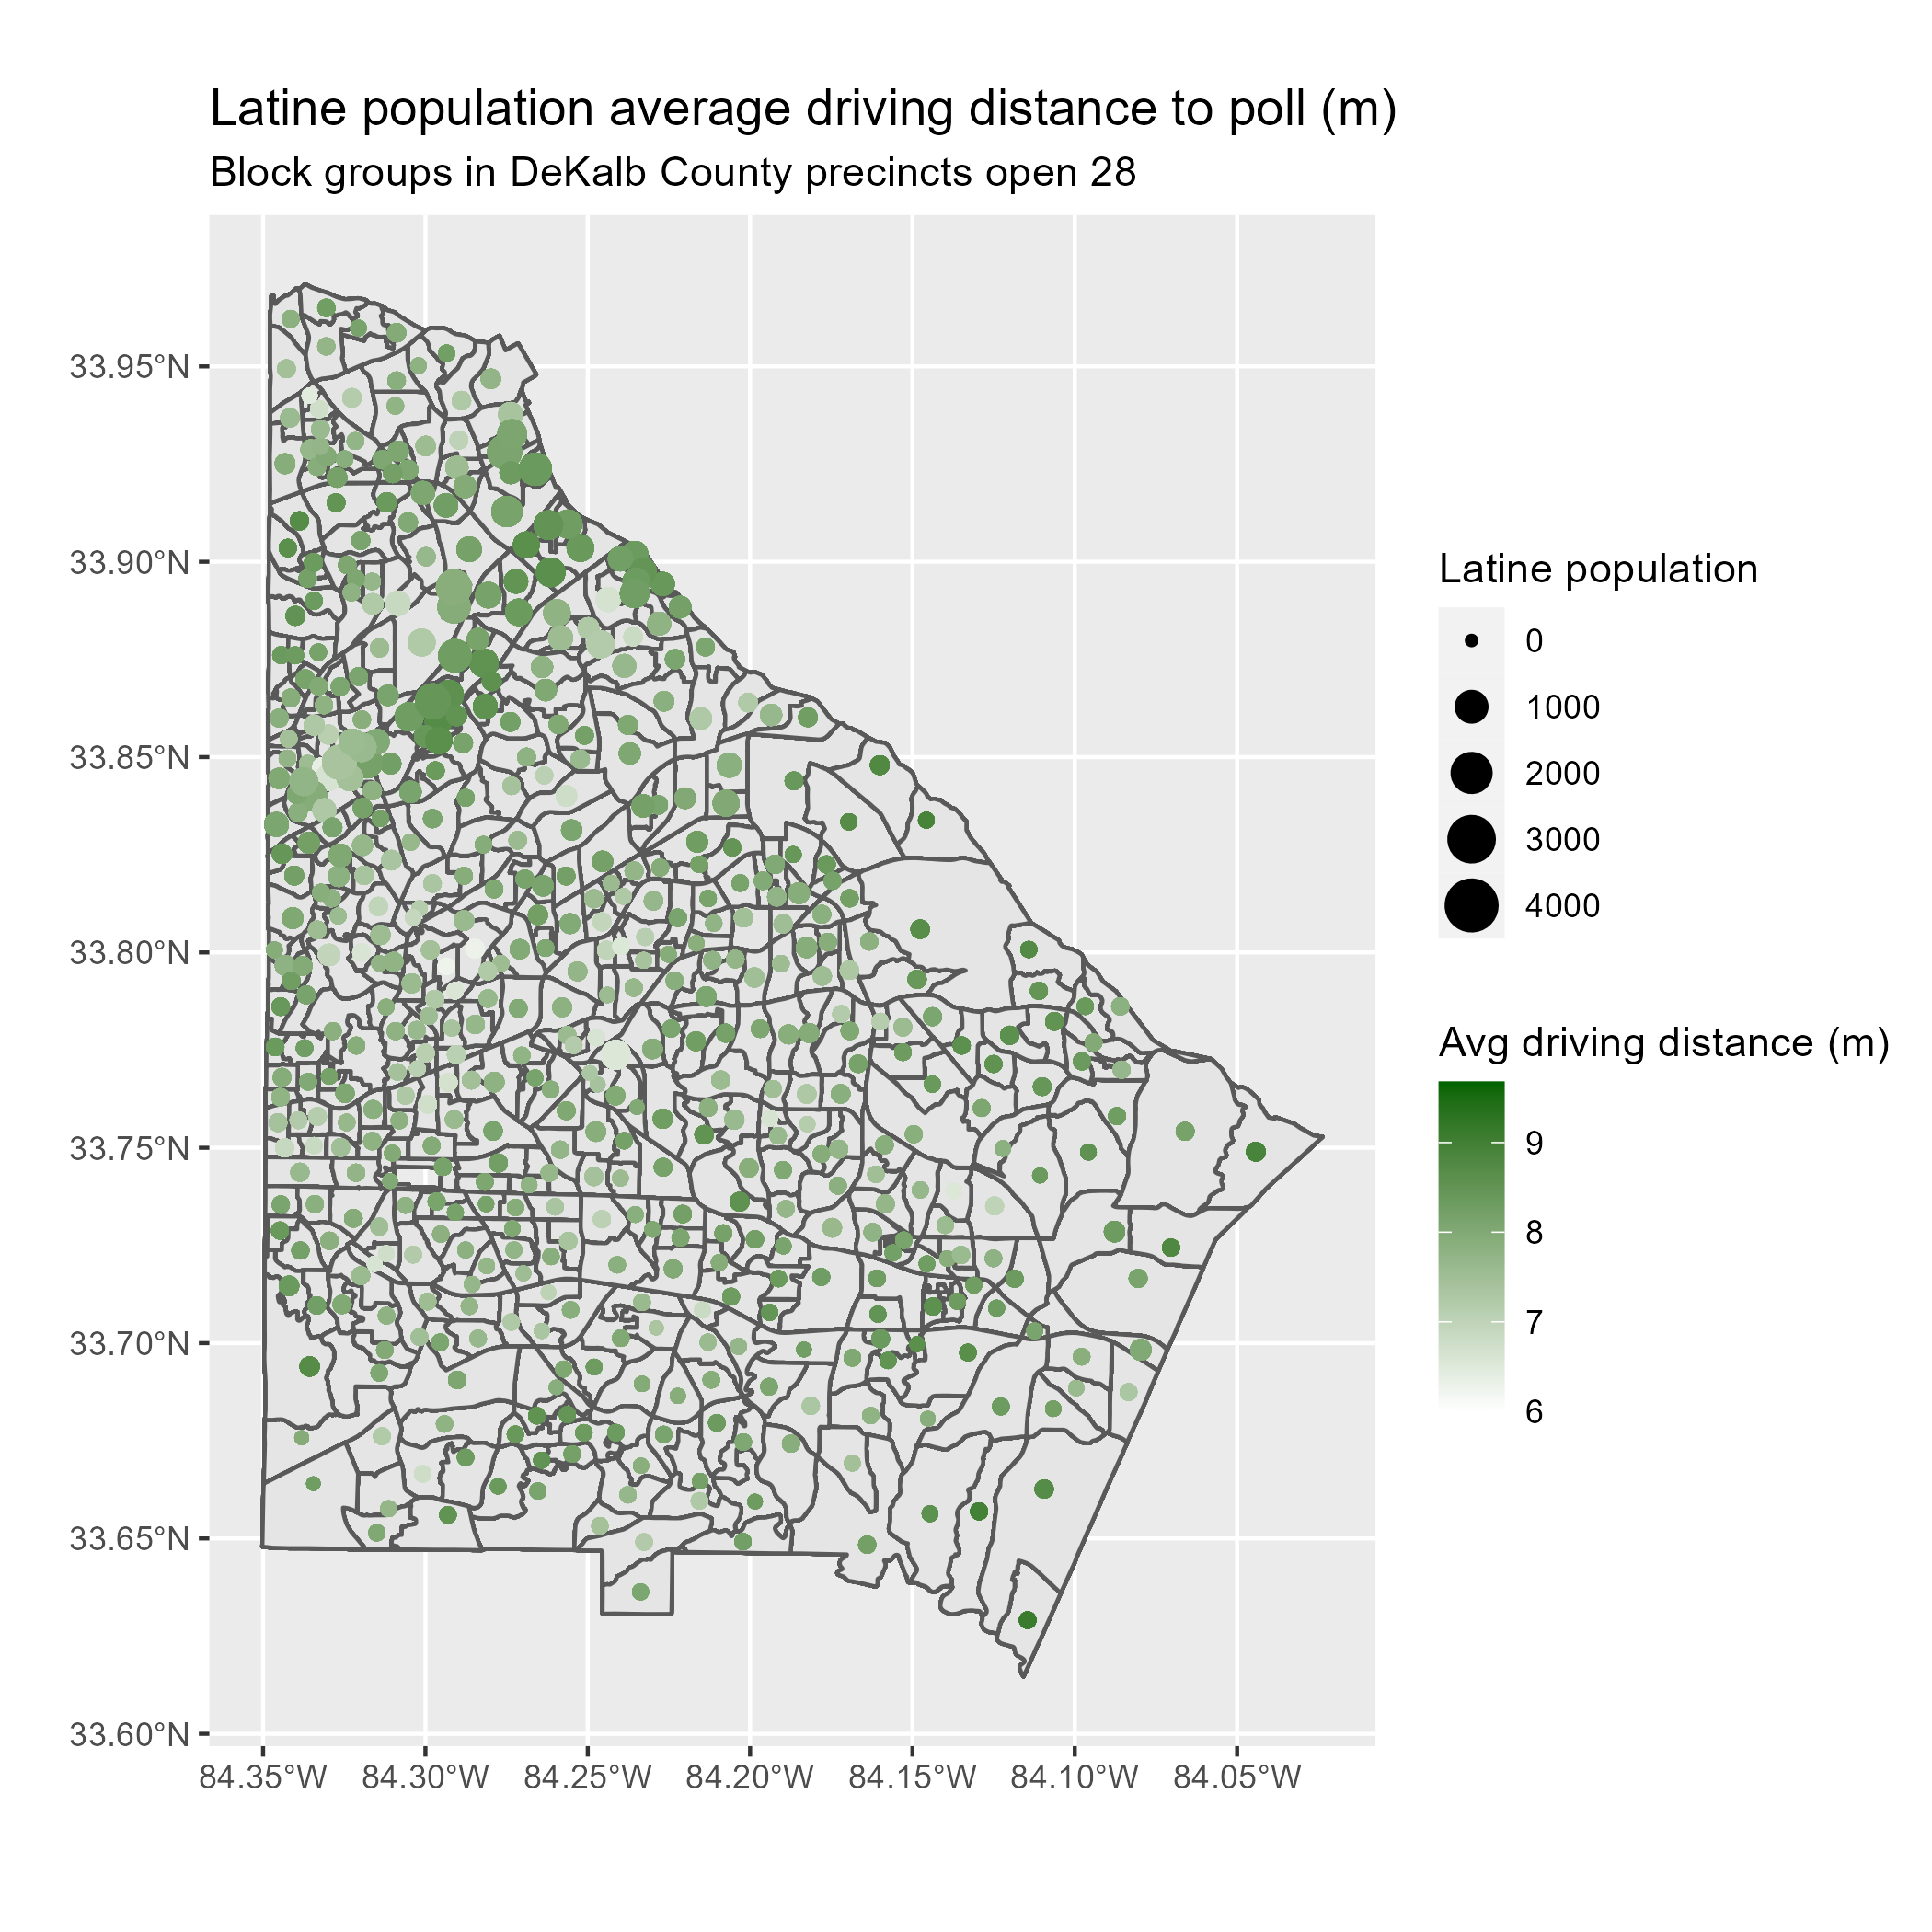 Latine population average driving distance to poll (m)
Block groups in DeKalb County precincts open 28
33.95°N
33.90°N
33.85°N
33.80°N
33.75°N
33.70°N
33.65°N
33.60°N
84.35°W 84.30°W 84.25°W 84.20°W 84.15°W 84.10°W 84.05°W
Latine population
0
1000
2000
3000
4000
Avg driving distance (m)
9
8
7
6